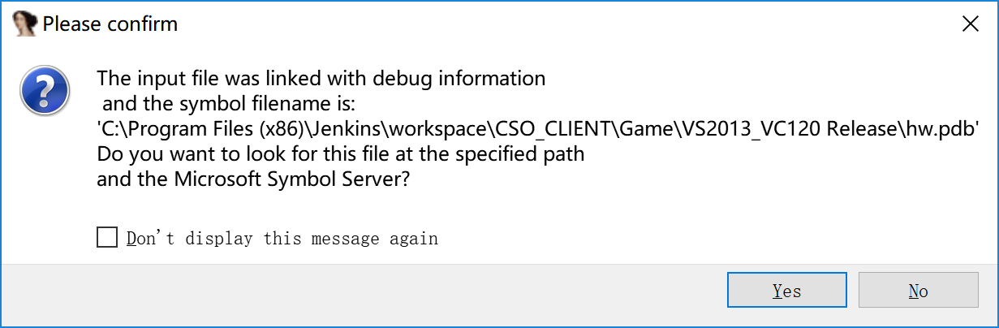 Please confirm
The input file was linked with debug information
and the symbol filename is:
'C:\Program Files (x86)\Jenkins\workspace\CSO_CLIENT\Game\VS2013_VC120 Release\hw.pdb'
Do you want to look for this file at the specified path
and the Microsoft Symbol Server?
Don't display this message again
Yes
No